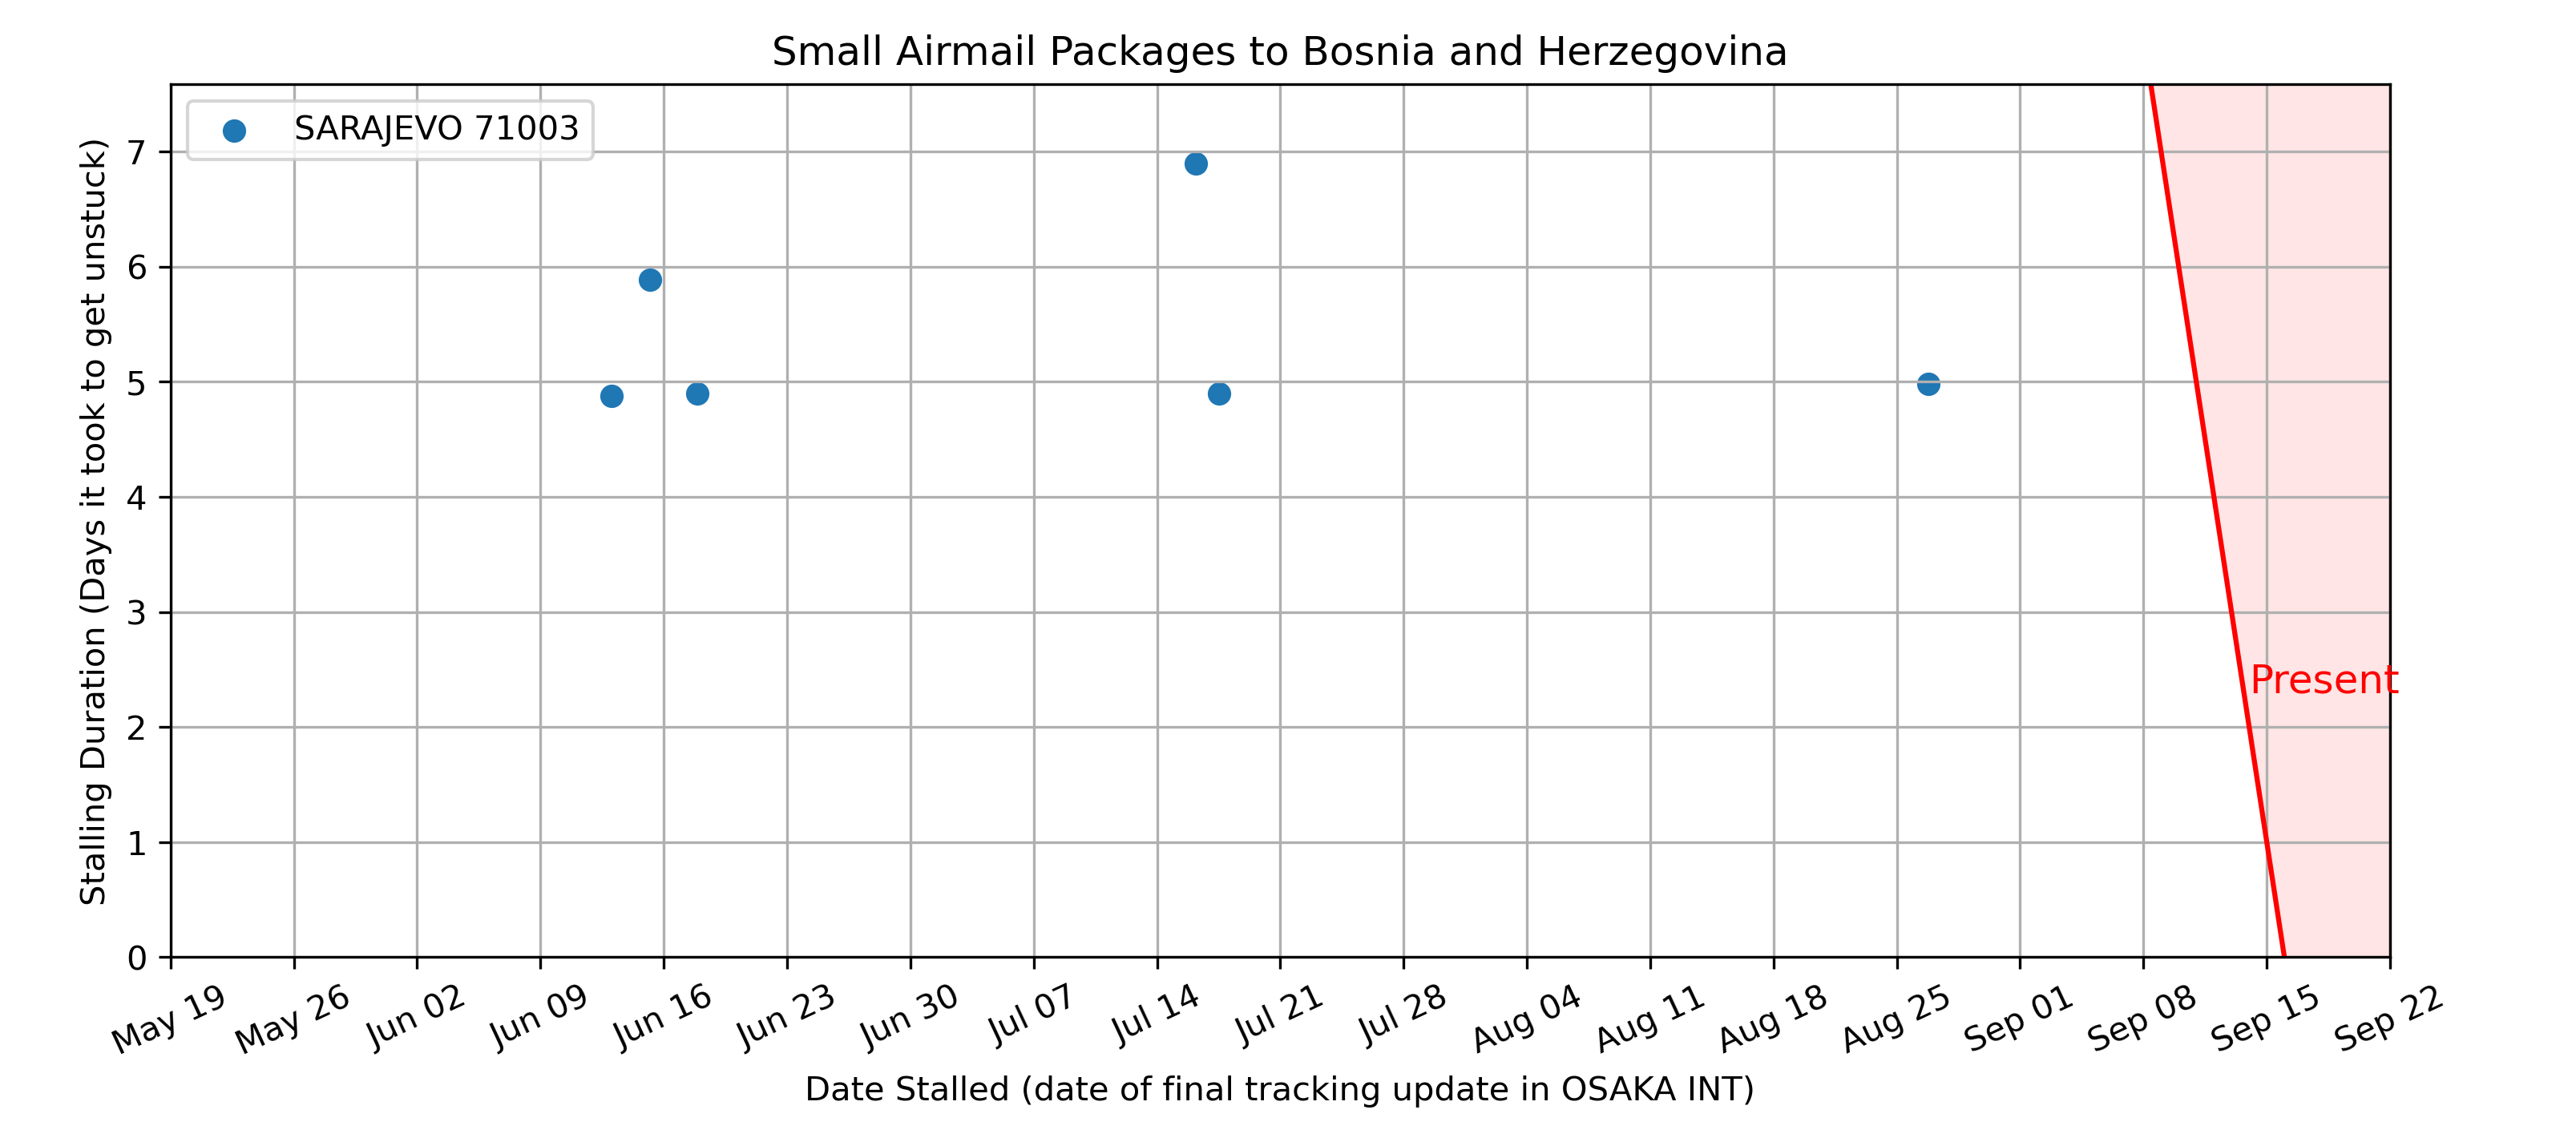 Small Airmail Packages to Bosnia and Herzegovina
SARAJEVO 71003
Stalling Duration (Days it took to get unstuck)
7
6
5
4
3
2
1
0
Present
May 19
May 26
Jun 02
Jun 09
Jun 16
Jun 23
Jun 30
Jul 07
Jul 14
Jul 21
Jul 28
Aug 04
Aug 11
Aug 18
Aug 25
Sep 01
Sep 08
Sep 15
Sep 22
Date Stalled (date of final tracking update in OSAKA INT)